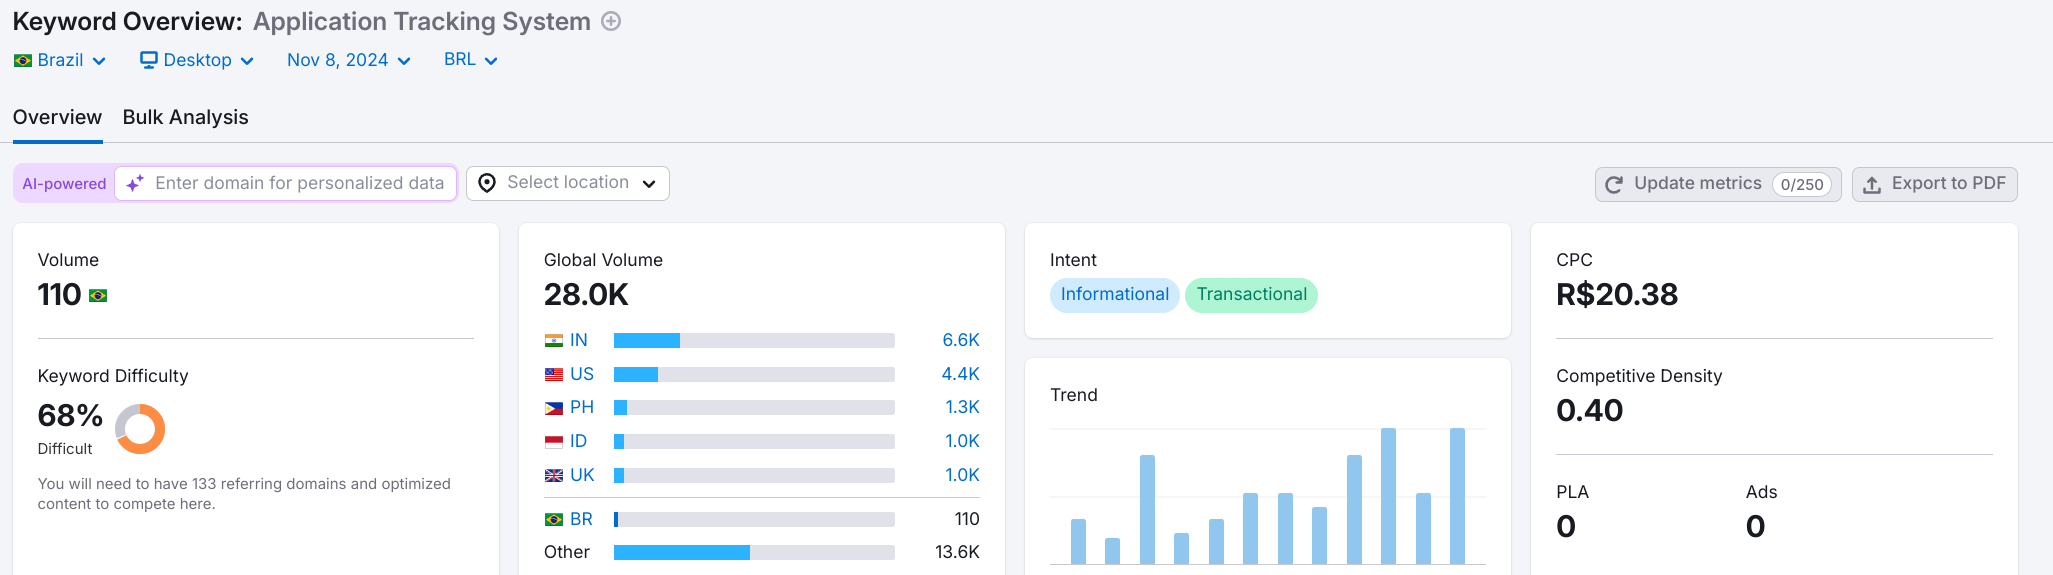 Keyword Overview: Application Tracking System
Brazil Desktop Nov 8, 2024 BRL
Overview Bulk Analysis
AI-powered Enter domain for personalized data Select location Update metrics 0/250 Export to PDF
Volume
110
Keyword Difficulty
68%
Difficult
You will need to have 133 referring domains and optimized
content to compete here.
Global Volume
28.0K
IN 6.6K
US 4.4K
PH 1.3K
ID 1.0K
UK 1.0K
BR 110
Other 13.6K
Intent
Informational Transactional
Trend
CPC
R$20.38
Competitive Density
0.40
PLA Ads
0 0